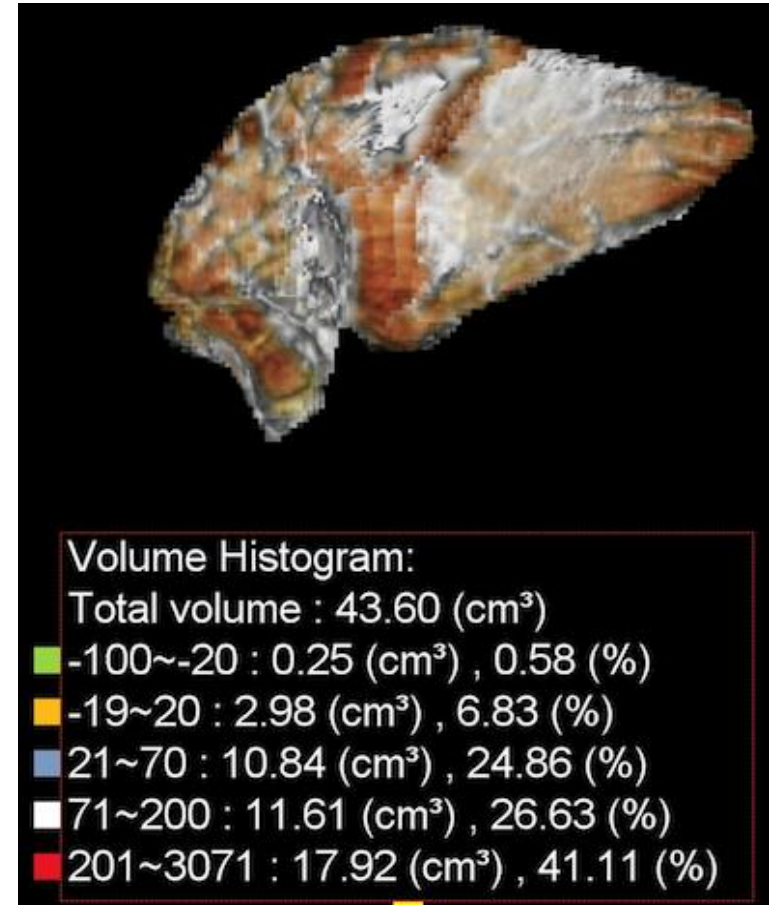 Volume Histogram:
Total volume : 43.60 (cm³)
-100~-20 : 0.25 (cm³) , 0.58 (%)
-19~20 : 2.98 (cm³) , 6.83 (%)
21~70 : 10.84 (cm³) , 24.86 (%)
71~200 : 11.61 (cm³) , 26.63 (%)
201~3071 : 17.92 (cm³) , 41.11 (%)